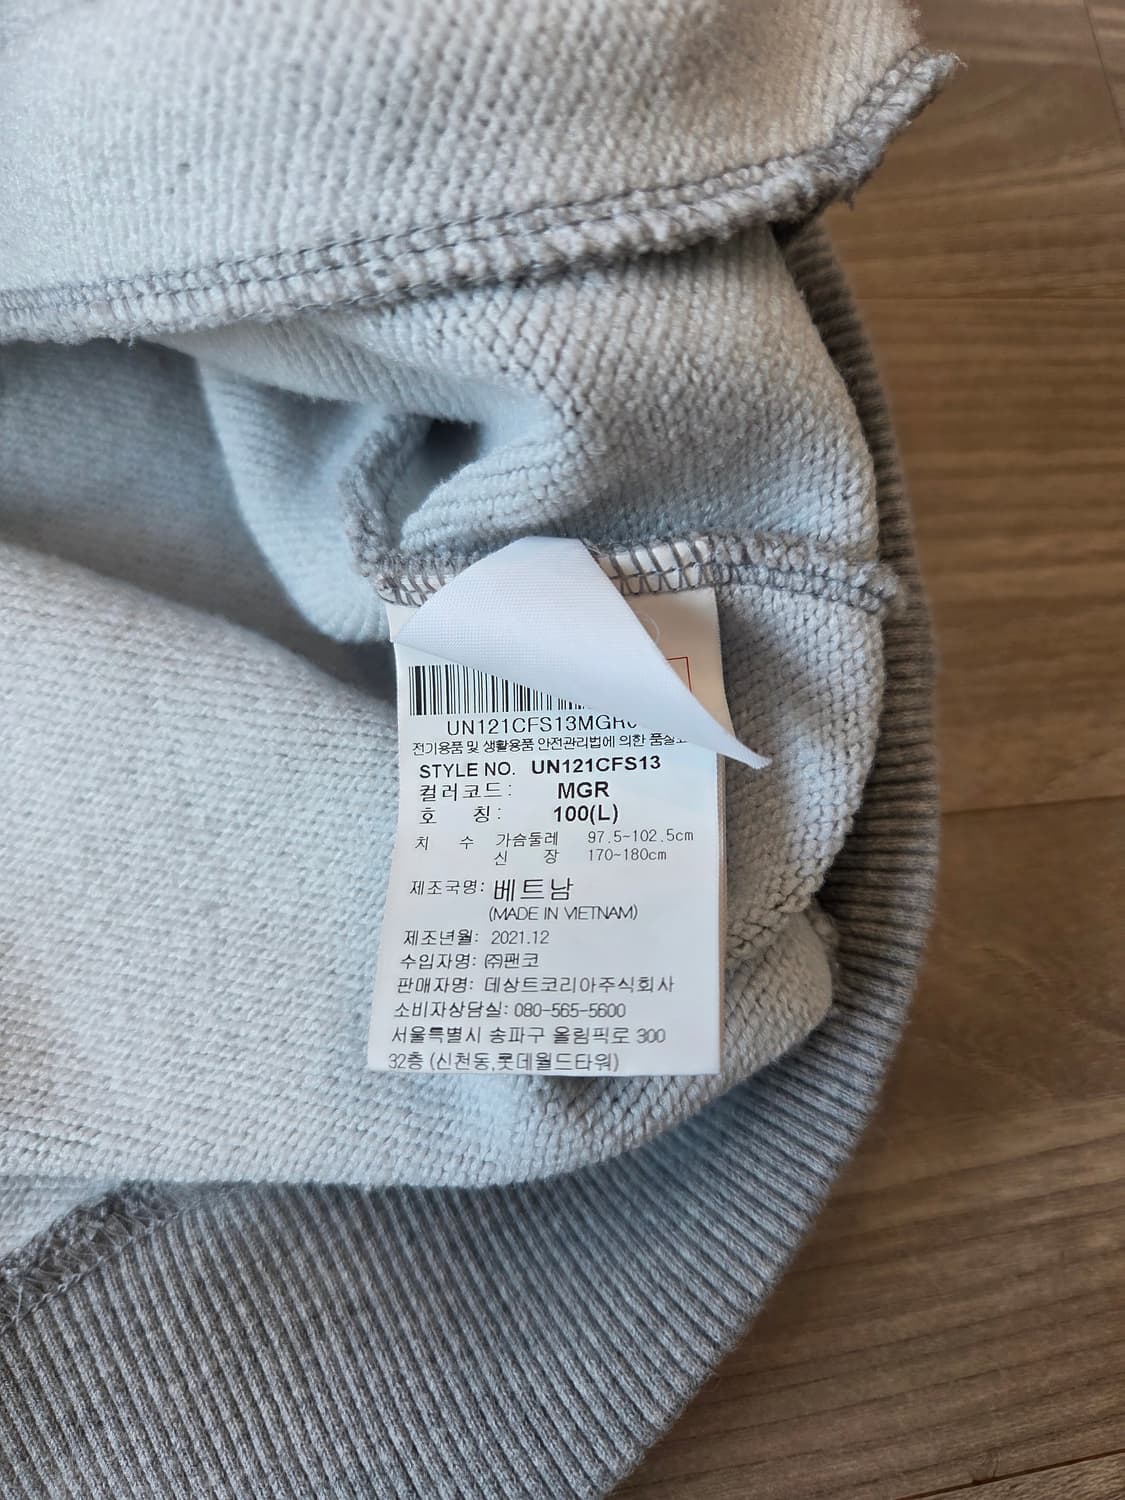 UN121CFS13MGR
전기용품 및 생활용품 안전관리법에 의한
STYLE NO. UN121CFS13
컬러코드: MGR
호 칭: 100(L)
치 수 가슴둘레 97.5~102.5cm
신 장 170~180cm
제조국명: 베트남
(MADE IN VIETNAM)
제조년월: 2021.12
수입자명: ㈜팬코
판매자명: 데상트코리아주식회사
소비자상담실: 080-565-5600
서울특별시 송파구 올림픽로 300
32층 (신천동,롯데월드타워)